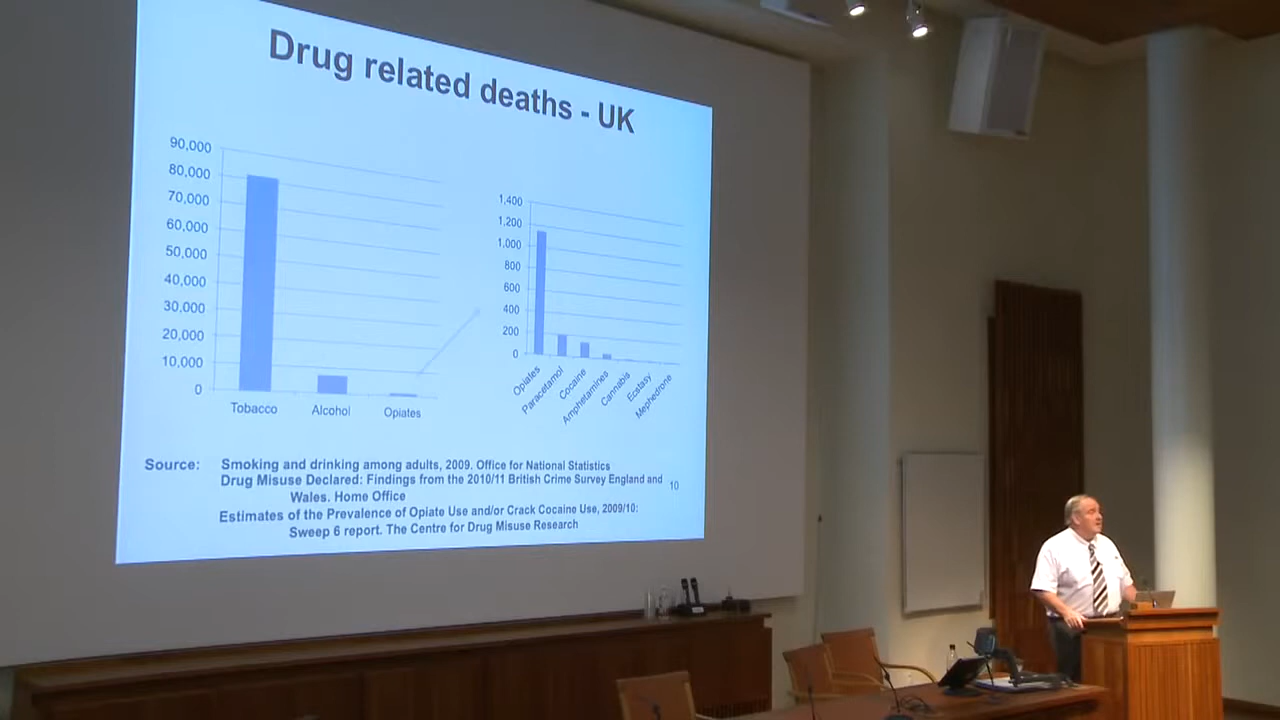 Drug related deaths - UK
90,000
80,000
70,000
60,000
50,000
40,000
30,000
20,000
10,000
0
Tobacco Alcohol Opiates
1,400
1,200
1,000
800
600
400
200
0
Opiates
Paracetamol
Cocaine
Amphetamines
Cannabis
Ecstasy
Mephedrone
Source: Smoking and drinking among adults, 2009. Office for National Statistics
Drug Misuse Declared: Findings from the 2010/11 British Crime Survey England and
Wales. Home Office
Estimates of the Prevalence of Opiate Use and/or Crack Cocaine Use, 2009/10:
Sweep 6 report. The Centre for Drug Misuse Research
10